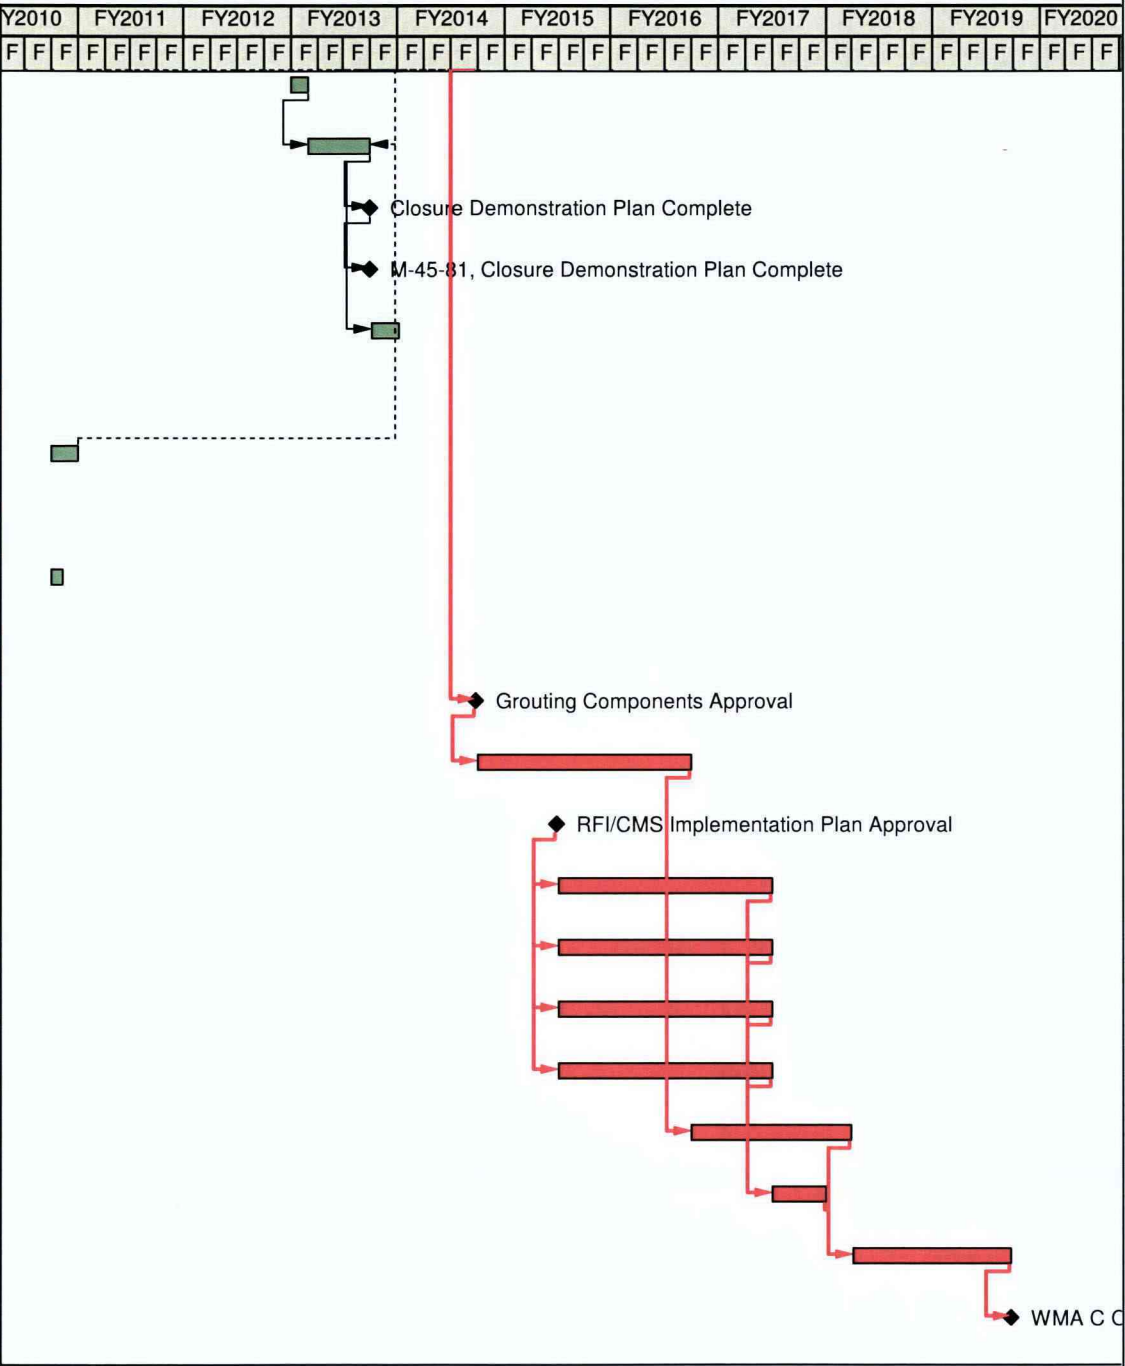 Y2010 FY2011 FY2012 FY2013 FY2014 FY2015 FY2016 FY2017 FY2018 FY2019 FY2020
F F F F F F F F F F F F F F F F F F F F F F F F F F F F F F F F F F F F F F F F F F
Closure Demonstration Plan Complete
M-45-81, Closure Demonstration Plan Complete
Grouting Components Approval
RFI/CMS Implementation Plan Approval
WMA C